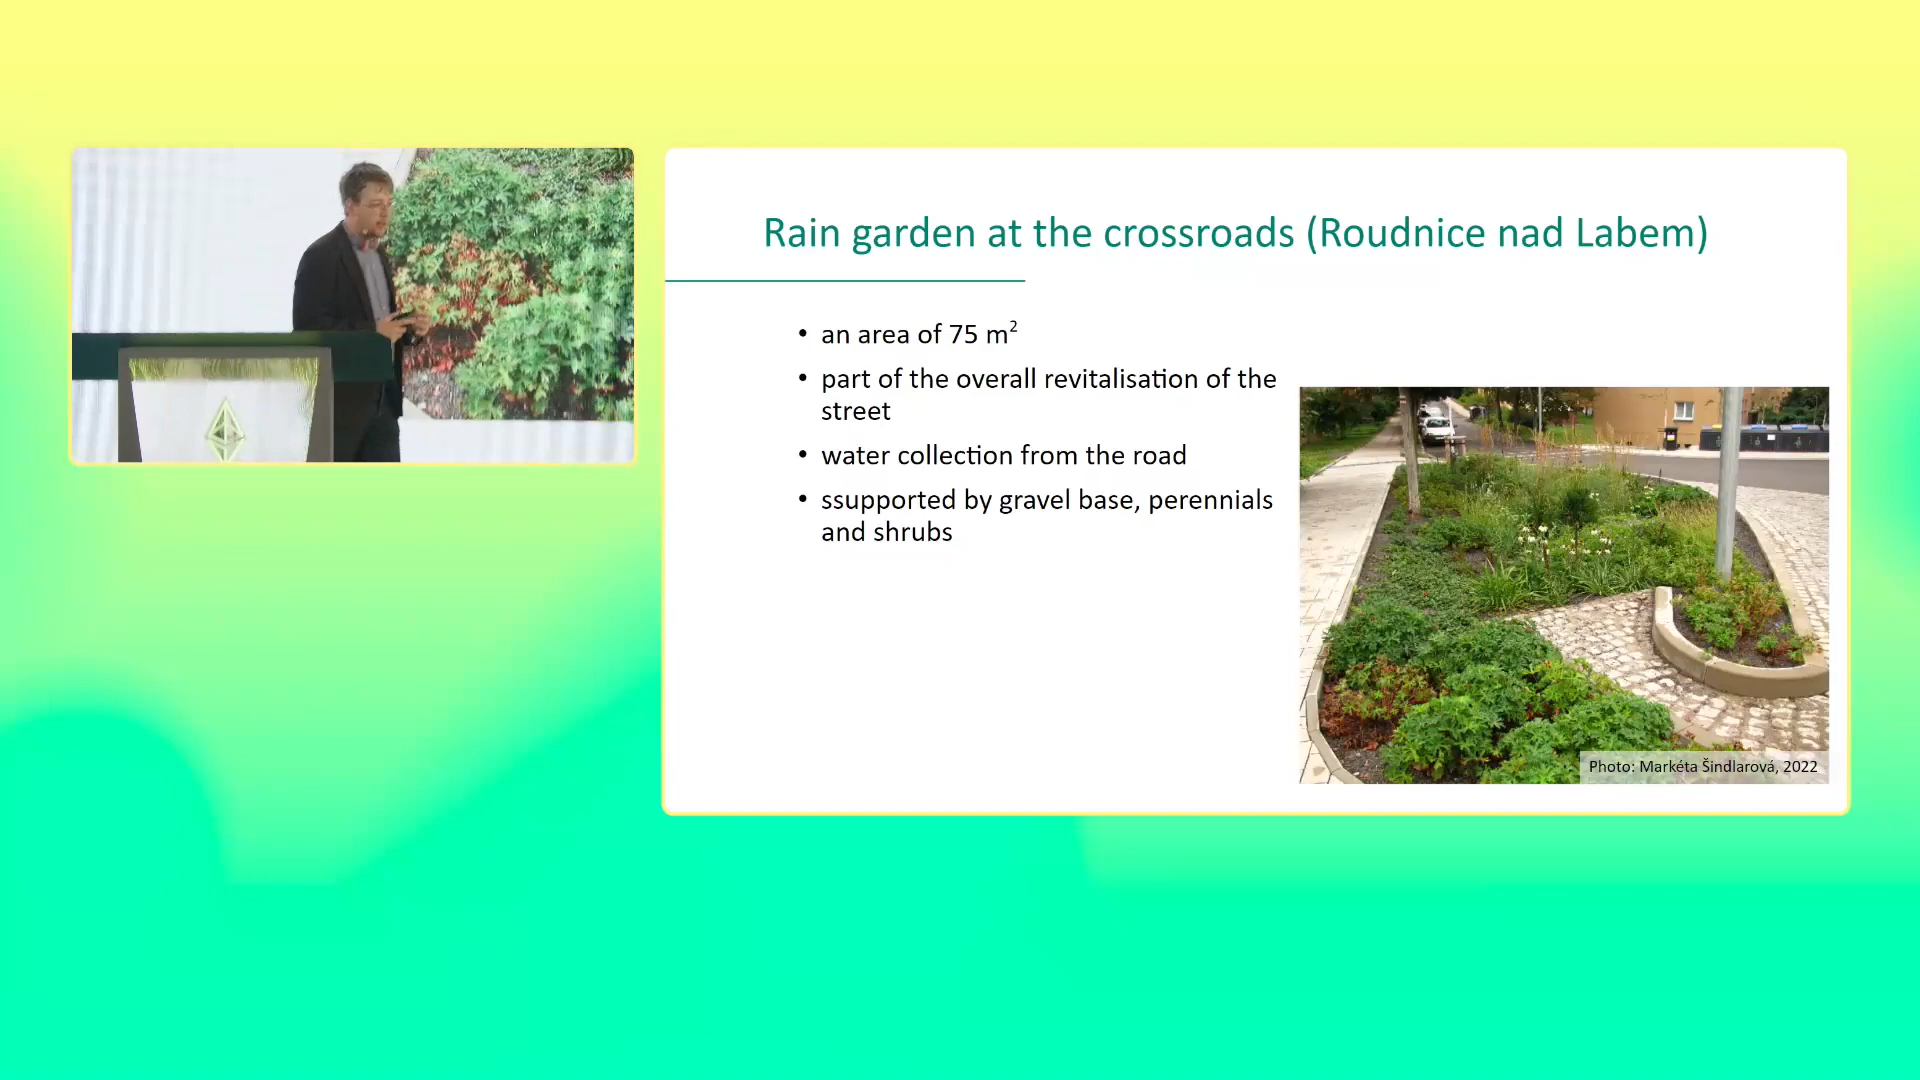 Rain garden at the crossroads (Roudnice nad Labem)
• an area of 75 m²
• part of the overall revitalisation of the
street
• water collection from the road
• ssupported by gravel base, perennials
and shrubs
Photo: Markéta Šindlarová, 2022